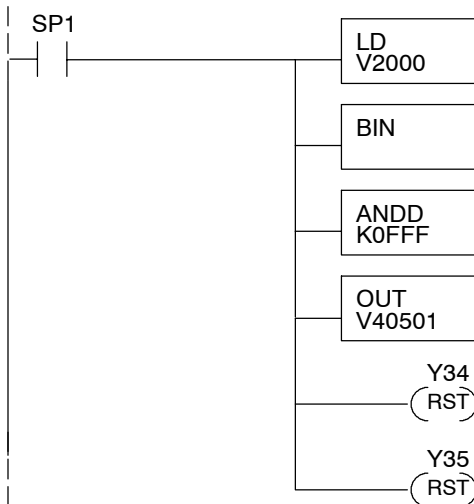 SP1
LD
V2000
BIN
ANDD
K0FFF
OUT
V40501
Y34
RST
Y35
RST